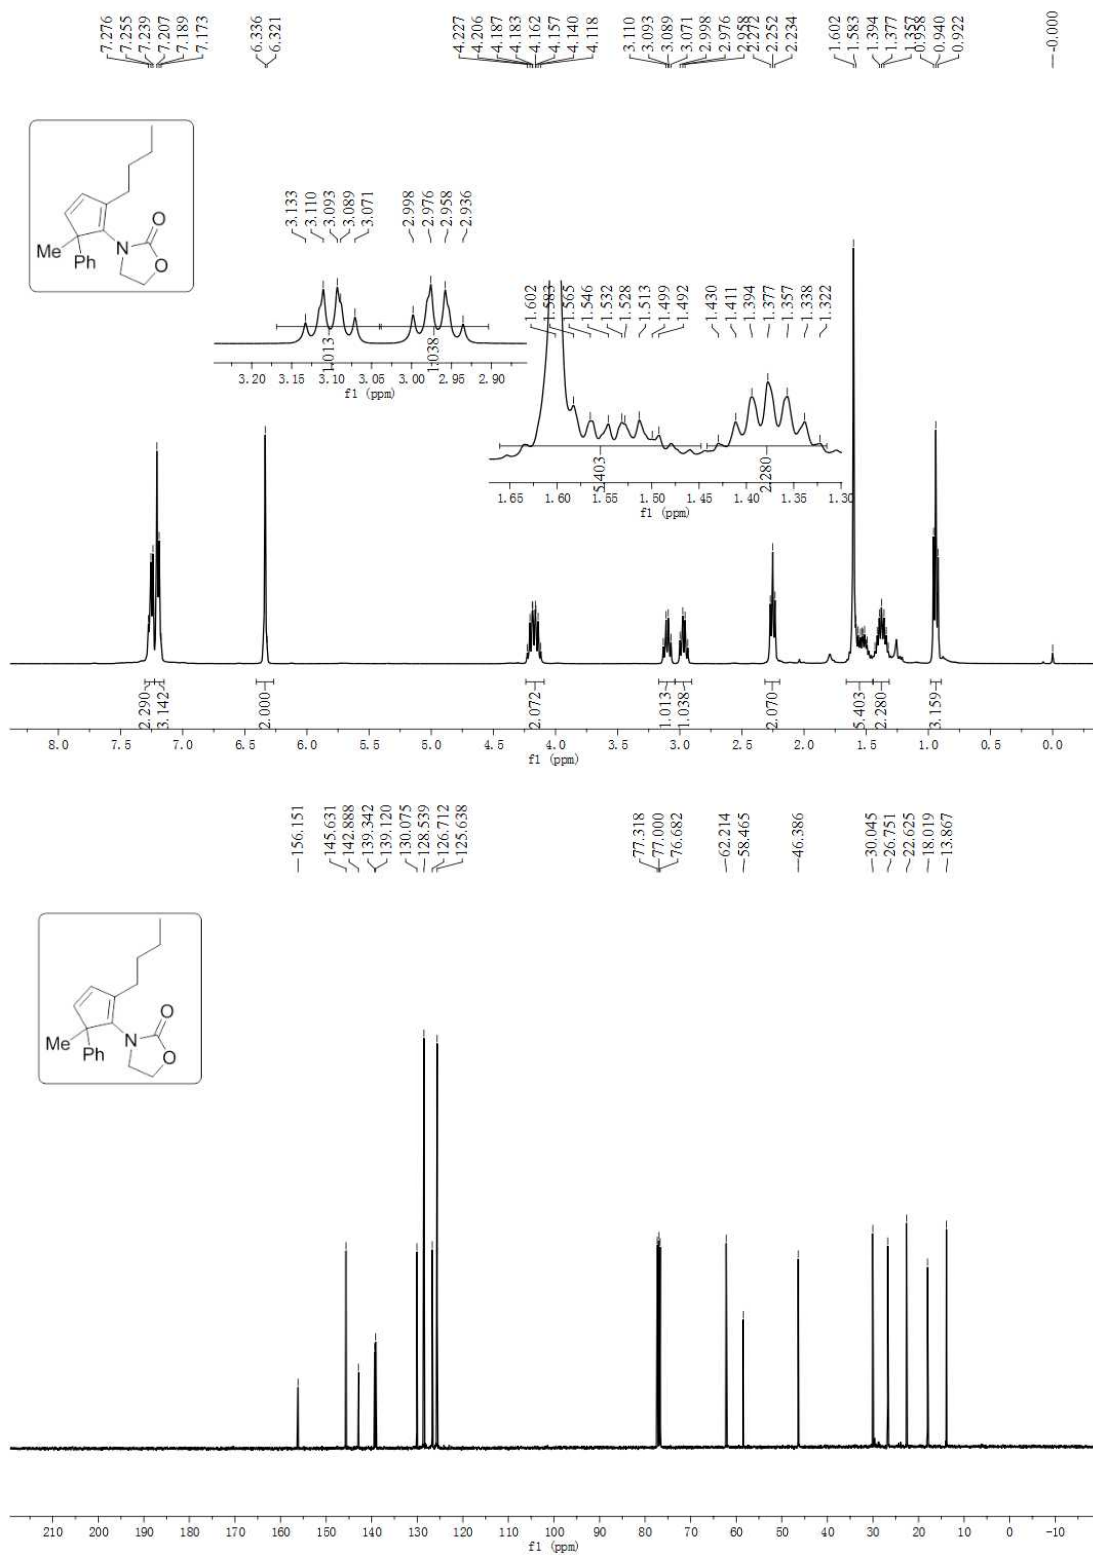 7.276 7.255 7.239 7.207 7.189 7.173 6.336 6.321 4.227 4.206 4.187 4.183 4.162 4.157 4.140 4.118 3.110 3.093 3.089 3.071 2.998 2.976 2.958 2.272 2.252 2.234 1.602 1.583 1.394 1.377 1.357 0.958 0.940 0.922 -0.000
O
Me
N
Ph
O
3.133 3.110 3.093 3.089 3.071 2.998 2.976 2.958 2.936
1.013 1.038
3.20 3.15 3.10 3.05 3.00 2.95 2.90
f1 (ppm)
1.602 1.583 1.565 1.546 1.532 1.528 1.513 1.499 1.492 1.430 1.411 1.394 1.377 1.357 1.338 1.322
5.403 2.280
1.65 1.60 1.55 1.50 1.45 1.40 1.35 1.30
f1 (ppm)
2.290 3.142 2.000 2.072 1.013 1.038 2.070 5.403 2.280 3.159
8.0 7.5 7.0 6.5 6.0 5.5 5.0 4.5 4.0 3.5 3.0 2.5 2.0 1.5 1.0 0.5 0.0
f1 (ppm)
156.151 145.631 142.888 139.342 139.120 130.075 128.539 126.712 125.638 77.318 77.000 76.682 62.214 58.465 46.386 30.045 26.751 22.625 18.019 13.867
O
Me
N
Ph
O
210 200 190 180 170 160 150 140 130 120 110 100 90 80 70 60 50 40 30 20 10 0 -10
f1 (ppm)